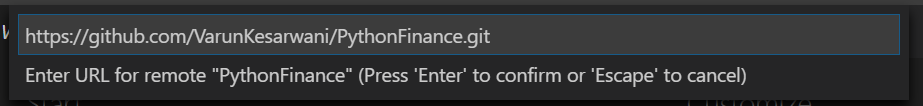 https://github.com/VarunKesarwani/PythonFinance.git
Enter URL for remote "PythonFinance" (Press 'Enter' to confirm or 'Escape' to cancel)